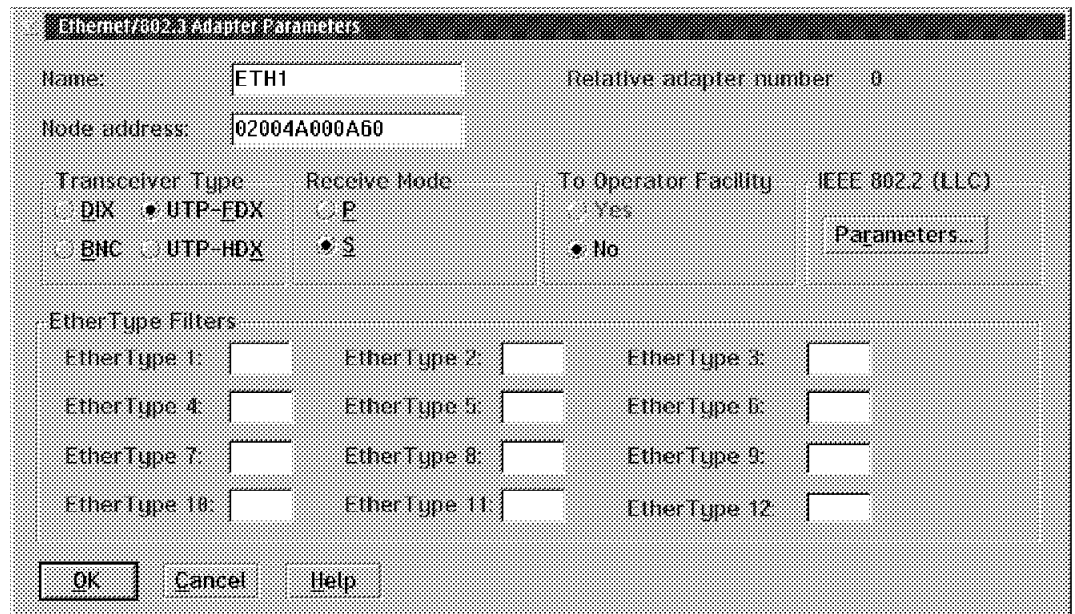 Ethernet/802.3 Adapter Parameters
Name: ETH1 Relative adapter number 0
Node address: 02004A000A60
Transceiver Type Receive Mode To Operator Facility IEEE 802.2 (LLC)
DIX UTP-FDX P Yes Parameters...
BNC UTP-HDX S No
EtherType Filters
EtherType 1: EtherType 2: EtherType 3:
EtherType 4: EtherType 5: EtherType 6:
EtherType 7: EtherType 8: EtherType 9:
EtherType 10: EtherType 11: EtherType 12:
OK Cancel Help